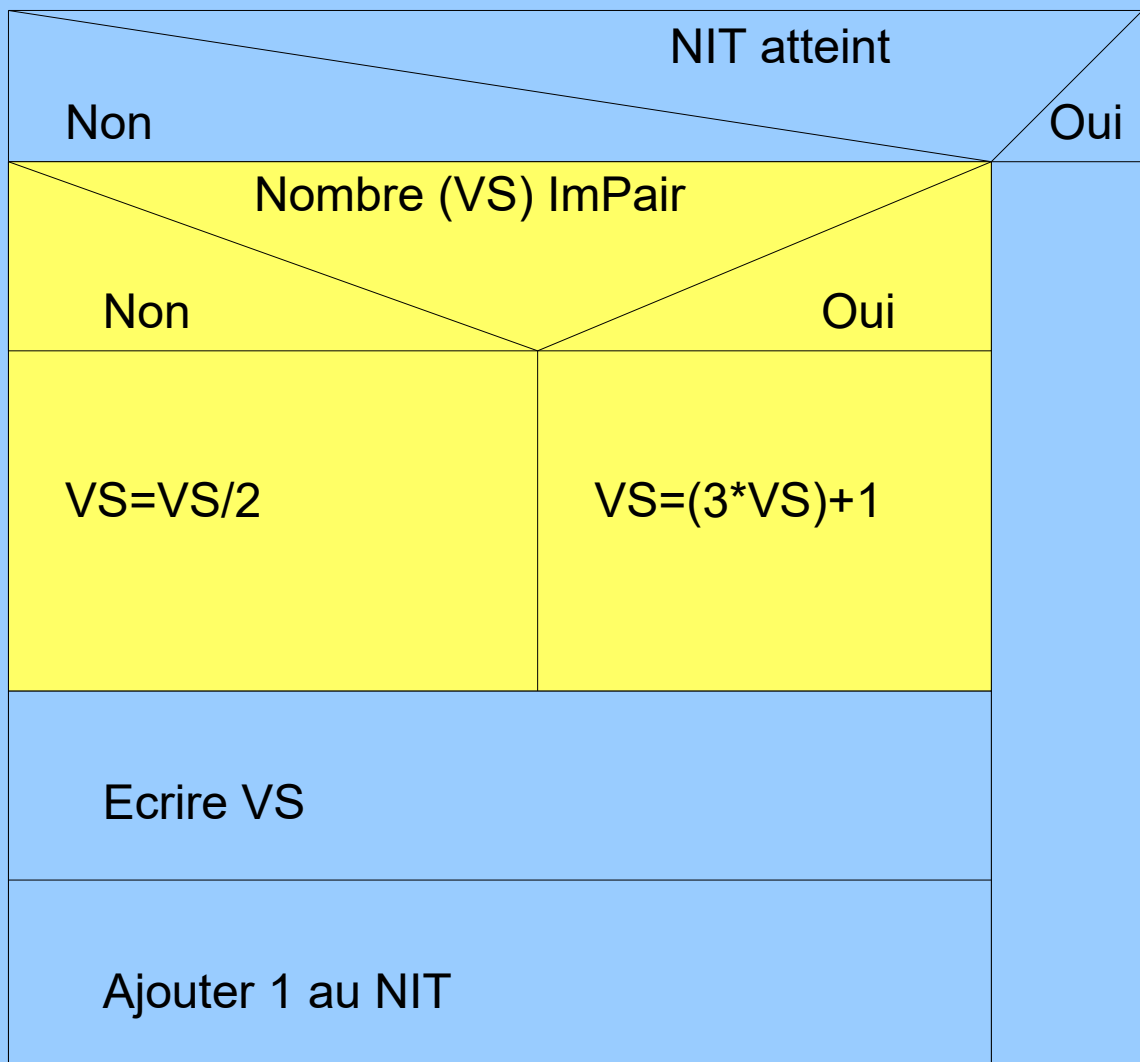 NIT atteint
Non
Oui
Nombre (VS) ImPair
Non
Oui
VS=VS/2
VS=(3*VS)+1
Ecrire VS
Ajouter 1 au NIT